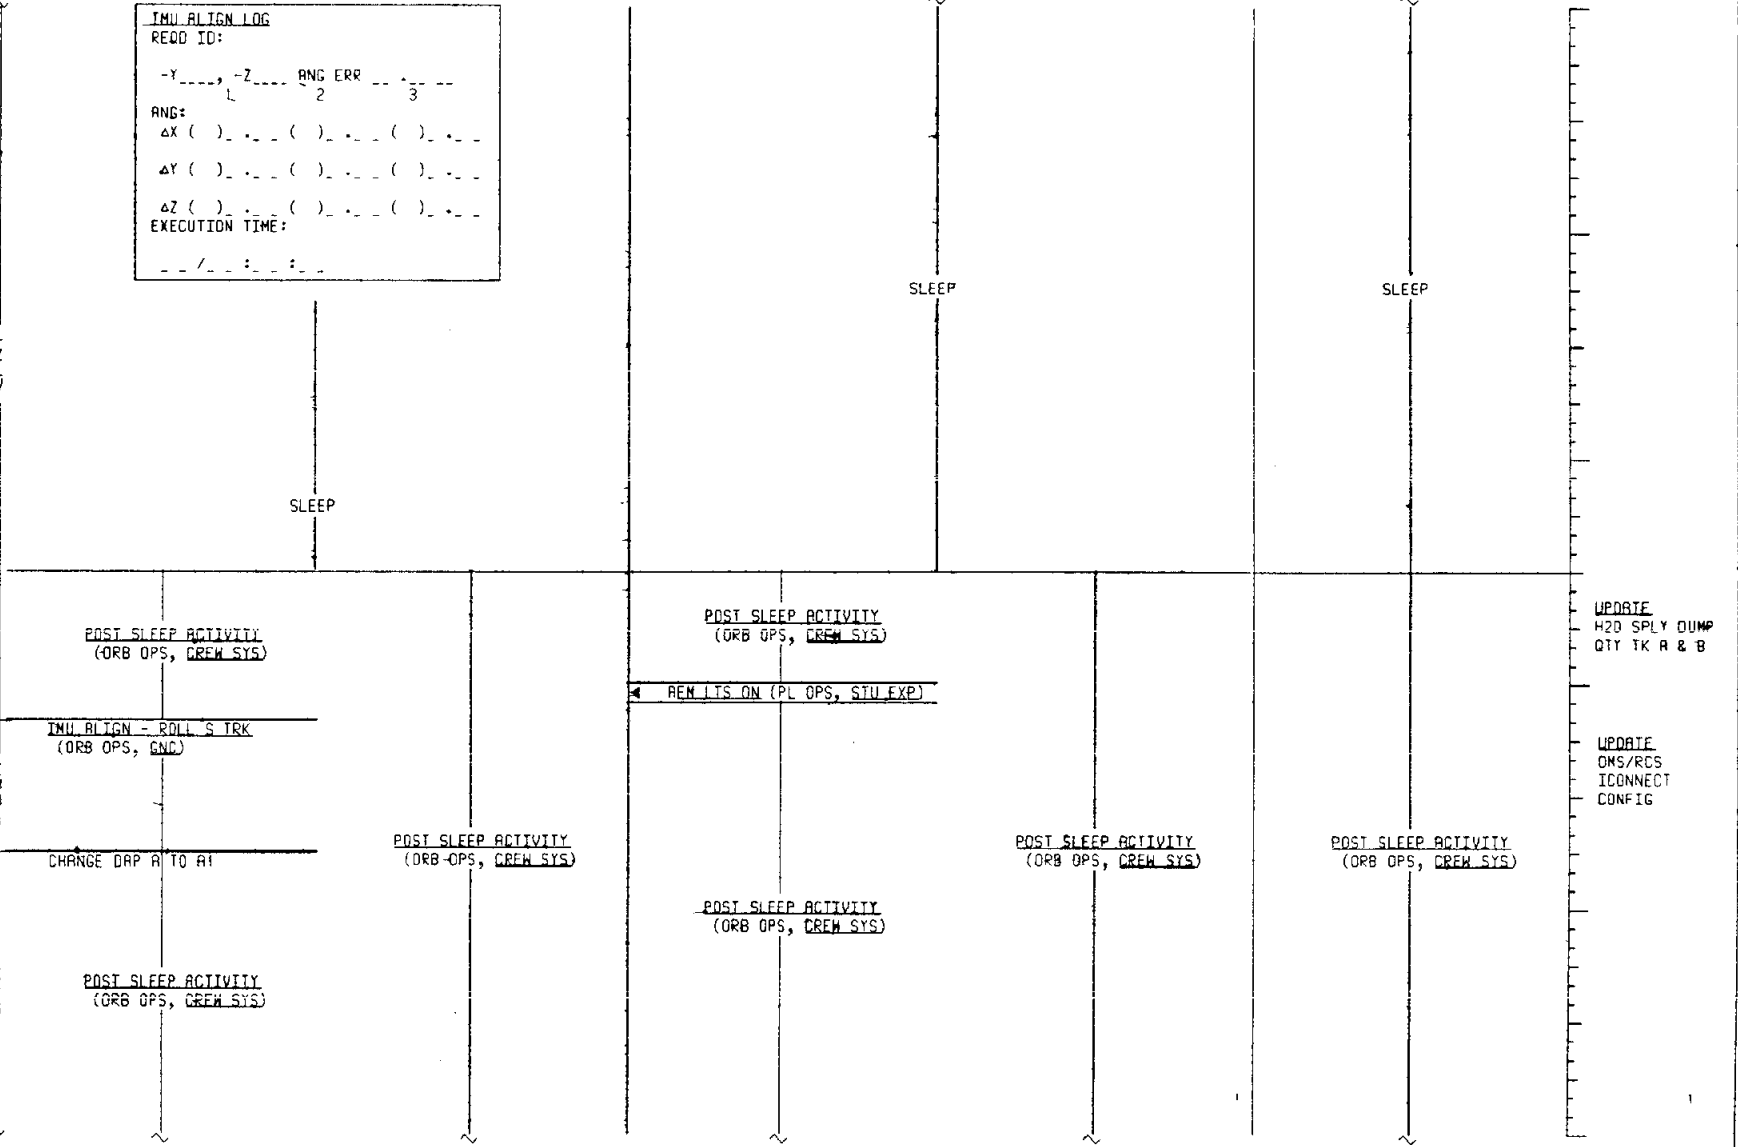 IMU ALIGN LOG
REQD ID:
-Y____, -Z____ ANG ERR __ .__ __
1 2 3
ANG:
ΔX ( )_ ._ _ ( )_ ._ _ ( )_ ._ _
ΔY ( )_ ._ _ ( )_ ._ _ ( )_ ._ _
ΔZ ( )_ ._ _ ( )_ ._ _ ( )_ ._ _
EXECUTION TIME:
_ _ /_ _ :_ _ :_ _
SLEEP
SLEEP
SLEEP
POST SLEEP ACTIVITY
(ORB OPS, CREW SYS)
IMU ALIGN - ROLL S TRK
(ORB OPS, GNC)
CHANGE DAP A TO A1
POST SLEEP ACTIVITY
(ORB OPS, CREW SYS)
POST SLEEP ACTIVITY
(ORB OPS, CREW SYS)
POST SLEEP ACTIVITY
(ORB OPS, CREW SYS)
AEM LTS ON (PL OPS, STU EXP)
POST SLEEP ACTIVITY
(ORB OPS, CREW SYS)
POST SLEEP ACTIVITY
(ORB OPS, CREW SYS)
POST SLEEP ACTIVITY
(ORB OPS, CREW SYS)
UPDATE
H2O SPLY DUMP
QTY TK A & B
UPDATE
OMS/RCS
ICONNECT
CONFIG